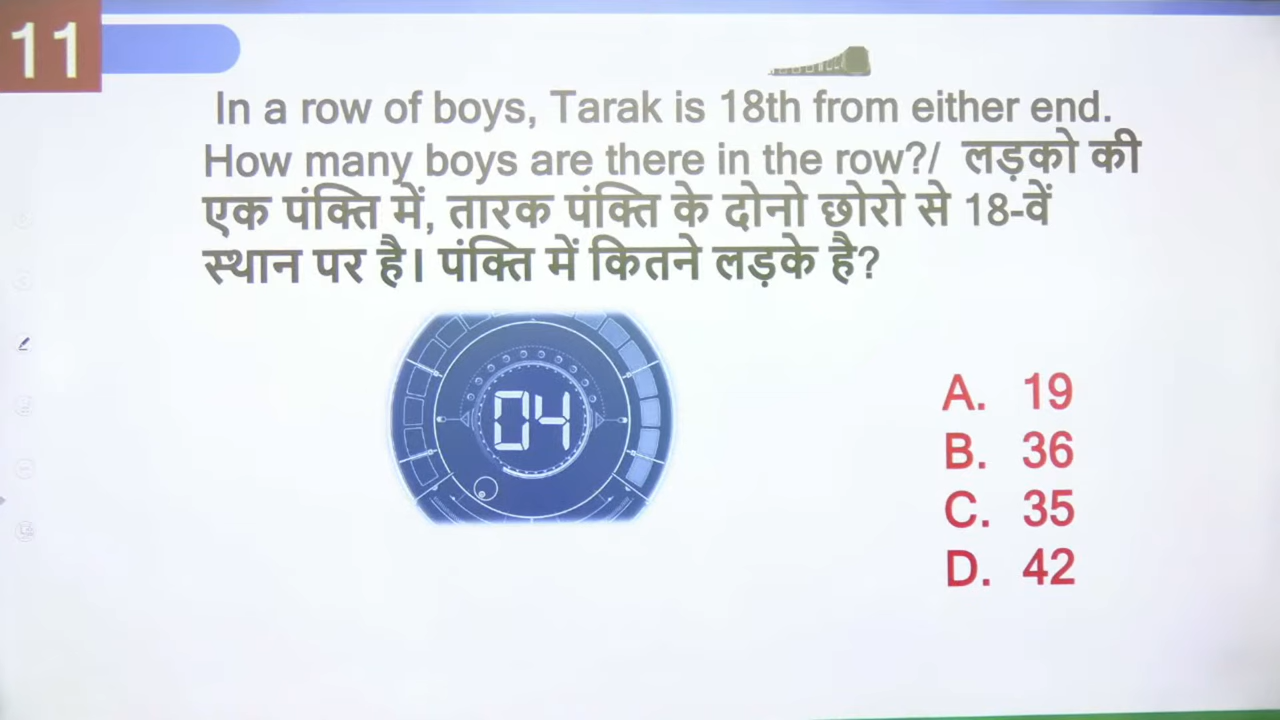 11
In a row of boys, Tarak is 18th from either end.
How many boys are there in the row?/ लड़को की
एक पंक्ति में, तारक पंक्ति के दोनो छोरो से 18-वें
स्थान पर है। पंक्ति में कितने लड़के है?
04
A. 19
B. 36
C. 35
D. 42